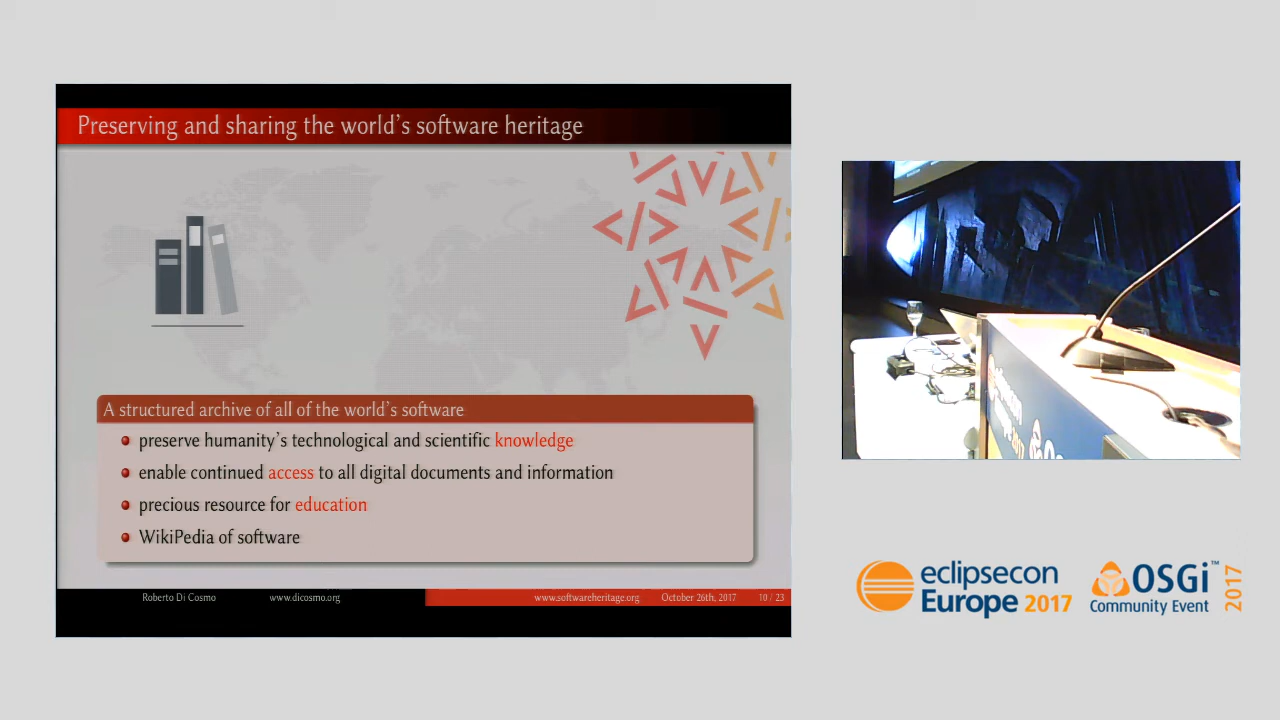 Preserving and sharing the world's software heritage
A structured archive of all of the world's software
preserve humanity's technological and scientific knowledge
enable continued access to all digital documents and information
precious resource for education
WikiPedia of software
Roberto Di Cosmo
www.dicosmo.org
www.softwareheritage.org
October 26th, 2017
10 / 23
eclipsecon
Europe 2017
OSGi™
Community Event
2017